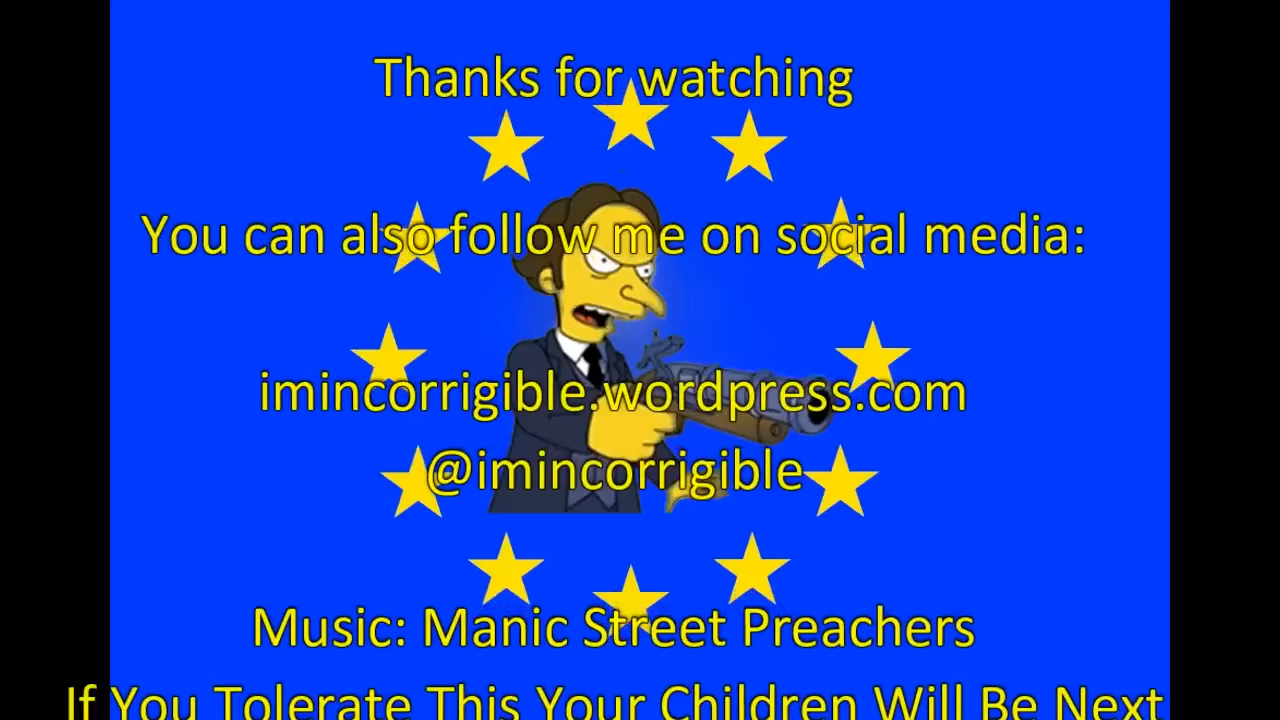 Thanks for watching
You can also follow me on social media:
imincorrigible.wordpress.com
@imincorrigible
Music: Manic Street Preachers
If You Tolerate This Your Children Will Be Next